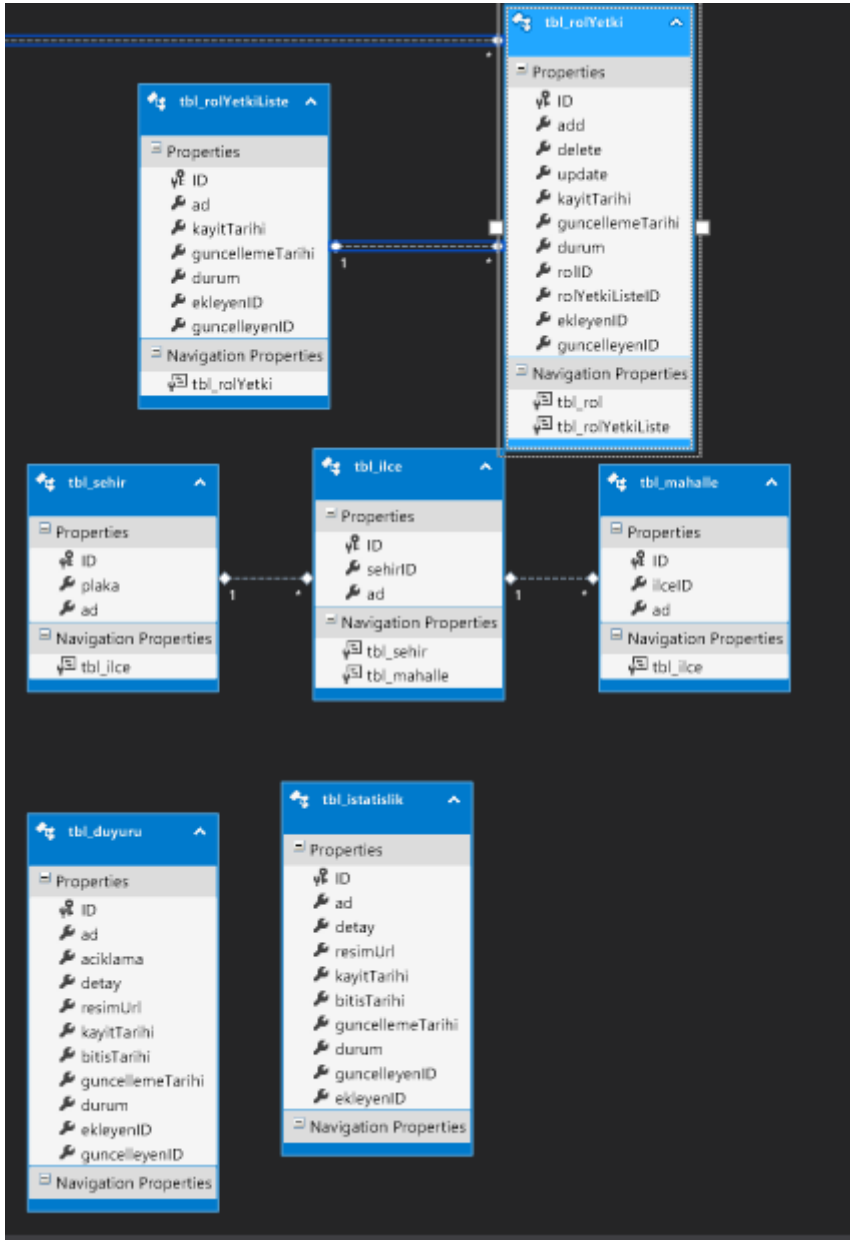 tbl_rolYetki
Properties
ID
add
delete
update
kayitTarihi
guncellemeTarihi
durum
rolID
rolYetkiListeID
ekleyenID
guncelleyenID
Navigation Properties
tbl_rol
tbl_rolYetkiListe
*
tbl_rolYetkiListe
Properties
ID
ad
kayitTarihi
guncellemeTarihi
durum
ekleyenID
guncelleyenID
Navigation Properties
tbl_rolYetki
1
*
tbl_sehir
Properties
ID
plaka
ad
Navigation Properties
tbl_ilce
1
*
tbl_ilce
Properties
ID
sehirID
ad
Navigation Properties
tbl_sehir
tbl_mahalle
1
*
tbl_mahalle
Properties
ID
ilceID
ad
Navigation Properties
tbl_ilce
tbl_duyuru
Properties
ID
ad
aciklama
detay
resimUrl
kayitTarihi
bitisTarihi
guncellemeTarihi
durum
ekleyenID
guncelleyenID
Navigation Properties
tbl_istatislik
Properties
ID
ad
detay
resimUrl
kayitTarihi
bitisTarihi
guncellemeTarihi
durum
guncelleyenID
ekleyenID
Navigation Properties